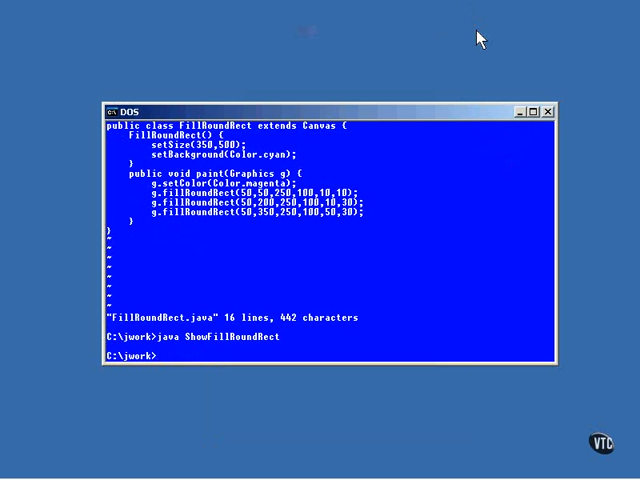 DOS
public class FillRoundRect extends Canvas {
FillRoundRect() {
setSize(350,500);
setBackground(Color.cyan);
}
public void paint(Graphics g) {
g.setColor(Color.magenta);
g.fillRoundRect(50,50,250,100,10,10);
g.fillRoundRect(50,200,250,100,10,30);
g.fillRoundRect(50,350,250,100,50,30);
}
}
~
~
~
~
~
~
~
~
"FillRoundRect.java" 16 lines, 442 characters
C:\jwork>java ShowFillRoundRect
C:\jwork>
VTC